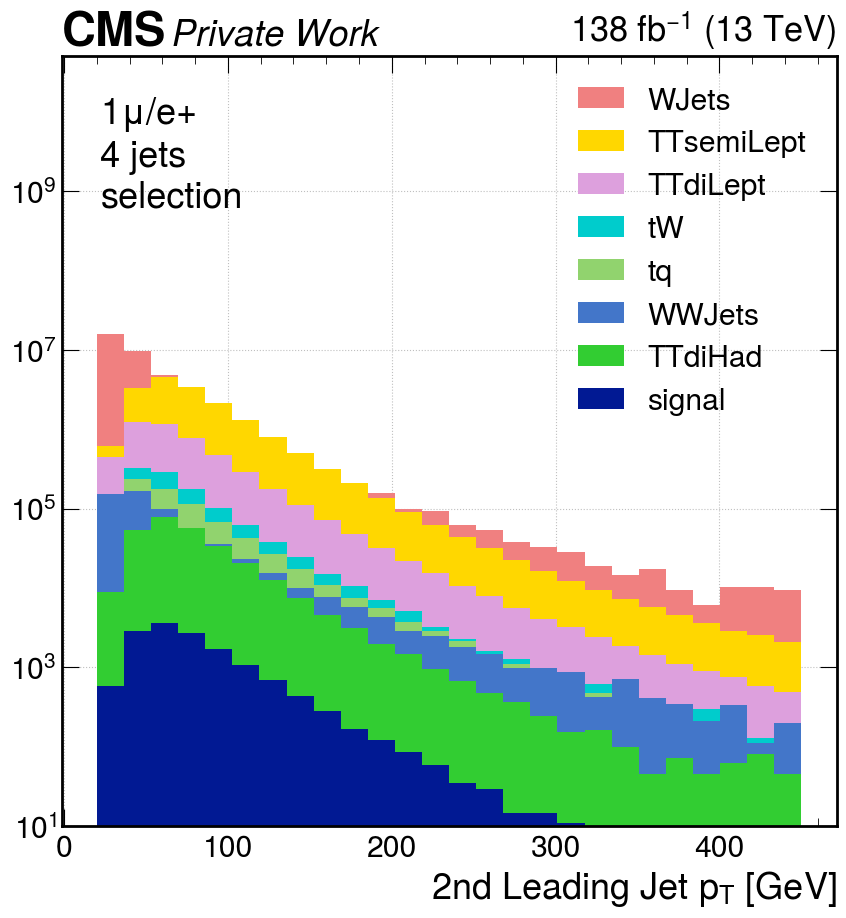 CMS Private Work 138 fb⁻¹ (13 TeV)
1μ/e+
4 jets
selection
WJets
TTsemiLept
TTdiLept
tW
tq
WWJets
TTdiHad
signal
10⁹
10⁷
10⁵
10³
10¹
0 100 200 300 400
2nd Leading Jet p_T [GeV]